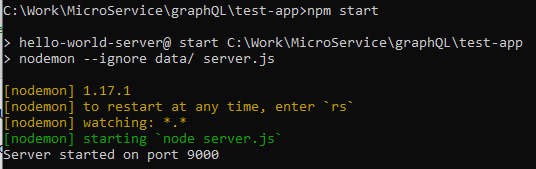 C:\Work\MicroService\graphQL\test-app>npm start
> hello-world-server@ start C:\Work\MicroService\graphQL\test-app
> nodemon --ignore data/ server.js
[nodemon] 1.17.1
[nodemon] to restart at any time, enter `rs`
[nodemon] watching: *.*
[nodemon] starting `node server.js`
Server started on port 9000